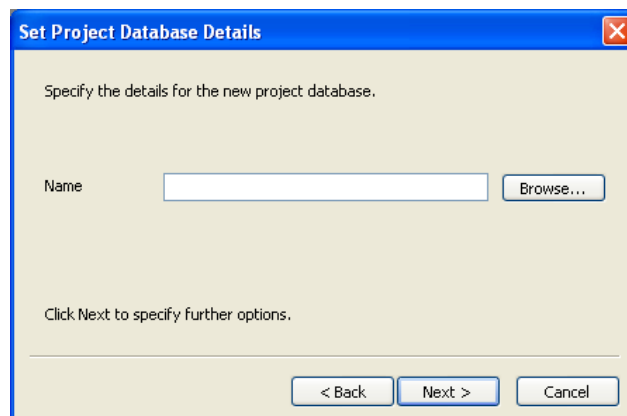 Set Project Database Details
Specify the details for the new project database.
Name
Browse...
Click Next to specify further options.
< Back
Next >
Cancel